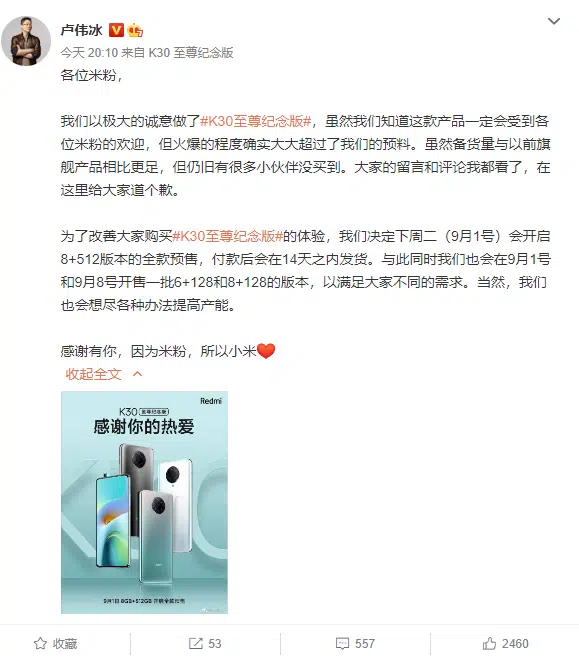 卢伟冰
今天 20:10 来自 K30 至尊纪念版
各位米粉，
我们以极大的诚意做了#K30至尊纪念版#，虽然我们知道这款产品一定会受到各
位米粉的欢迎，但火爆的程度确实大大超过了我们的预料。虽然备货量与以前旗
舰产品相比更足，但仍旧有很多小伙伴没买到。大家的留言和评论我都看了，在
这里给大家道个歉。
为了改善大家购买#K30至尊纪念版#的体验，我们决定下周二（9月1号）会开启
8+512版本的全款预售，付款后会在14天之内发货。与此同时我们也会在9月1号
和9月8号开售一批6+128和8+128的版本，以满足大家不同的需求。当然，我们
也会想尽各种办法提高产能。
感谢有你，因为米粉，所以小米❤️
收起全文
Redmi
K30 至尊纪念版
感谢你的热爱
K30
9月1日 8GB+512GB 开启全款预售
收藏
53
557
2460